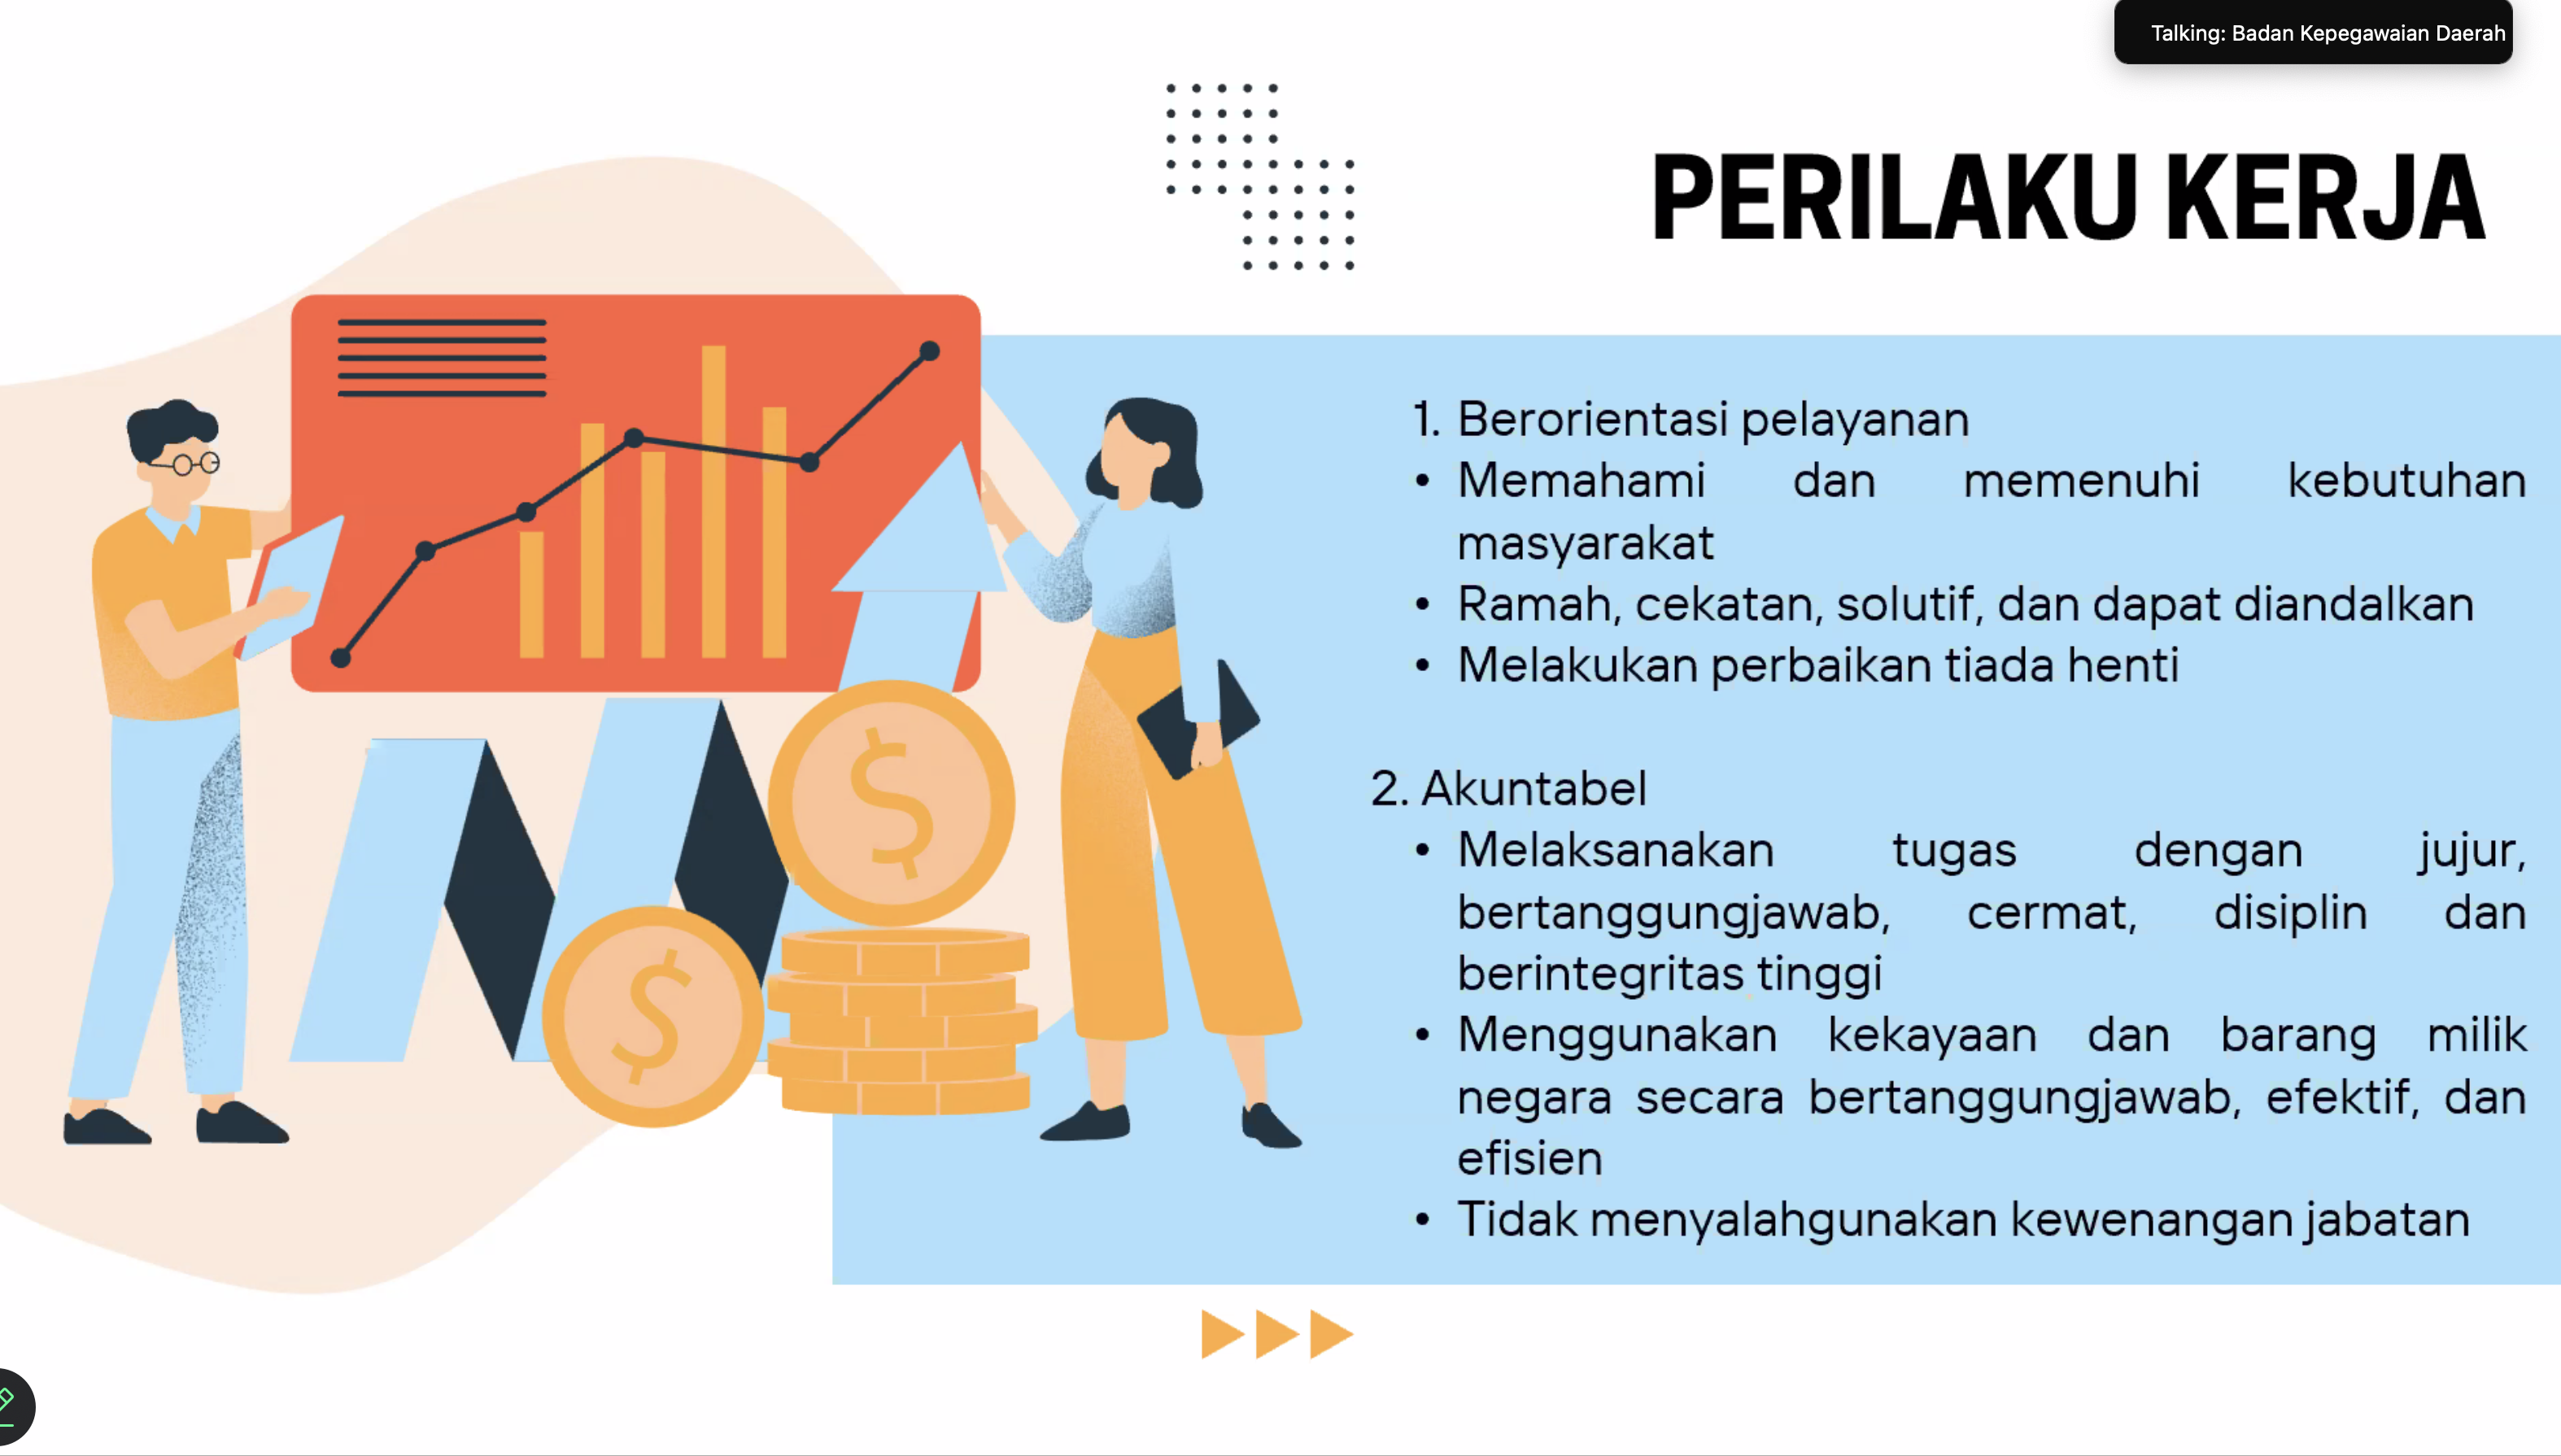 Talking: Badan Kepegawaian Daerah
PERILAKU KERJA
1. Berorientasi pelayanan
• Memahami dan memenuhi kebutuhan
masyarakat
• Ramah, cekatan, solutif, dan dapat diandalkan
• Melakukan perbaikan tiada henti
2. Akuntabel
• Melaksanakan tugas dengan jujur,
bertanggungjawab, cermat, disiplin dan
berintegritas tinggi
• Menggunakan kekayaan dan barang milik
negara secara bertanggungjawab, efektif, dan
efisien
• Tidak menyalahgunakan kewenangan jabatan
$
$